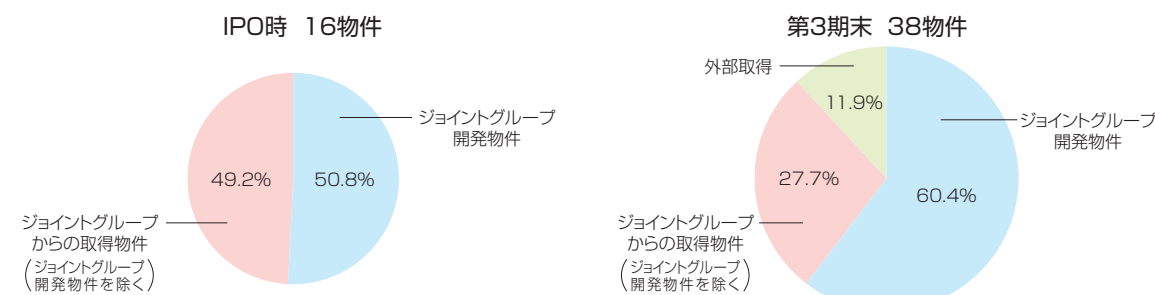 IPO時 16物件
ジョイントグループ
開発物件
50.8%
49.2%
ジョイントグループ
からの取得物件
(ジョイントグループ
開発物件を除く)
第3期末 38物件
外部取得
11.9%
ジョイントグループ
開発物件
60.4%
27.7%
ジョイントグループ
からの取得物件
(ジョイントグループ
開発物件を除く)